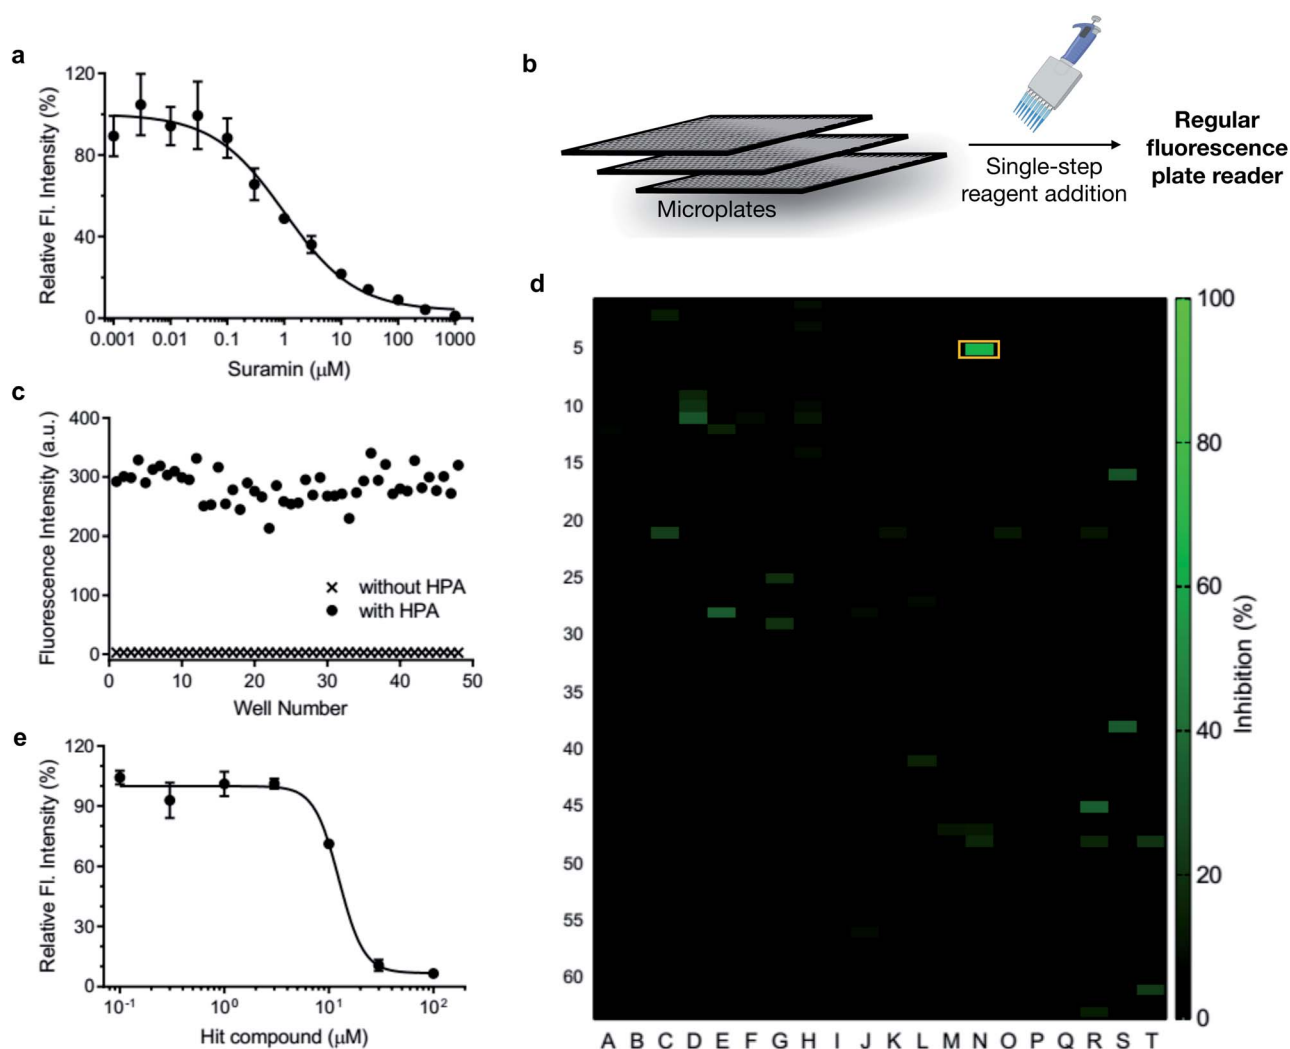 a
120
80
40
0
Relative Fl. Intensity (%)
0.001 0.01 0.1 1 10 100 1000
Suramin (μM)
b
Microplates
Single-step
reagent addition
Regular
fluorescence
plate reader
c
400
300
200
100
0
Fluorescence Intensity (a.u.)
× without HPA
● with HPA
0 10 20 30 40 50
Well Number
d
5
10
15
20
25
30
35
40
45
50
55
60
A B C D E F G H I J K L M N O P Q R S T
100
80
60
40
20
0
Inhibition (%)
e
120
90
60
30
0
Relative Fl. Intensity (%)
10⁻¹ 10⁰ 10¹ 10²
Hit compound (μM)